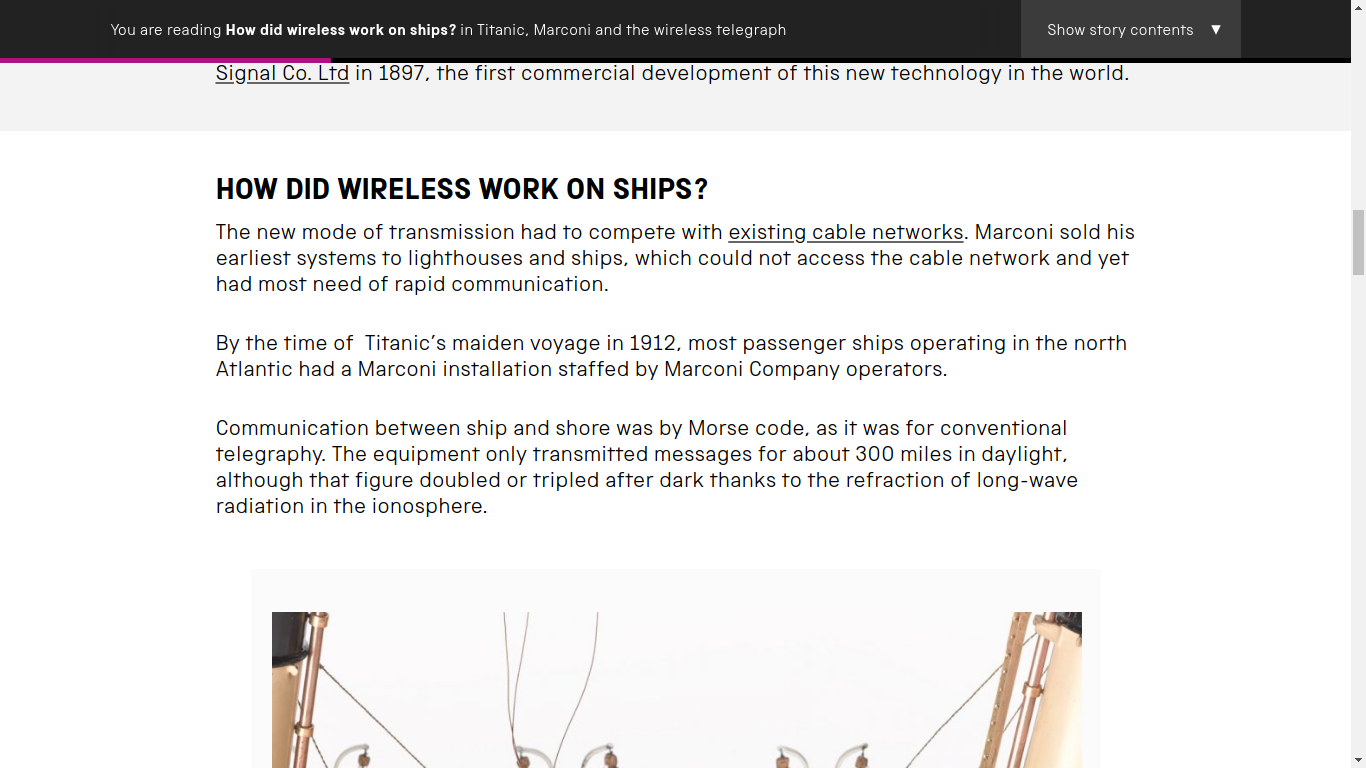 You are reading How did wireless work on ships? in Titanic, Marconi and the wireless telegraph
Show story contents ▼
Signal Co. Ltd in 1897, the first commercial development of this new technology in the world.
HOW DID WIRELESS WORK ON SHIPS?
The new mode of transmission had to compete with existing cable networks. Marconi sold his
earliest systems to lighthouses and ships, which could not access the cable network and yet
had most need of rapid communication.
By the time of  Titanic’s maiden voyage in 1912, most passenger ships operating in the north
Atlantic had a Marconi installation staffed by Marconi Company operators.
Communication between ship and shore was by Morse code, as it was for conventional
telegraphy. The equipment only transmitted messages for about 300 miles in daylight,
although that figure doubled or tripled after dark thanks to the refraction of long-wave
radiation in the ionosphere.